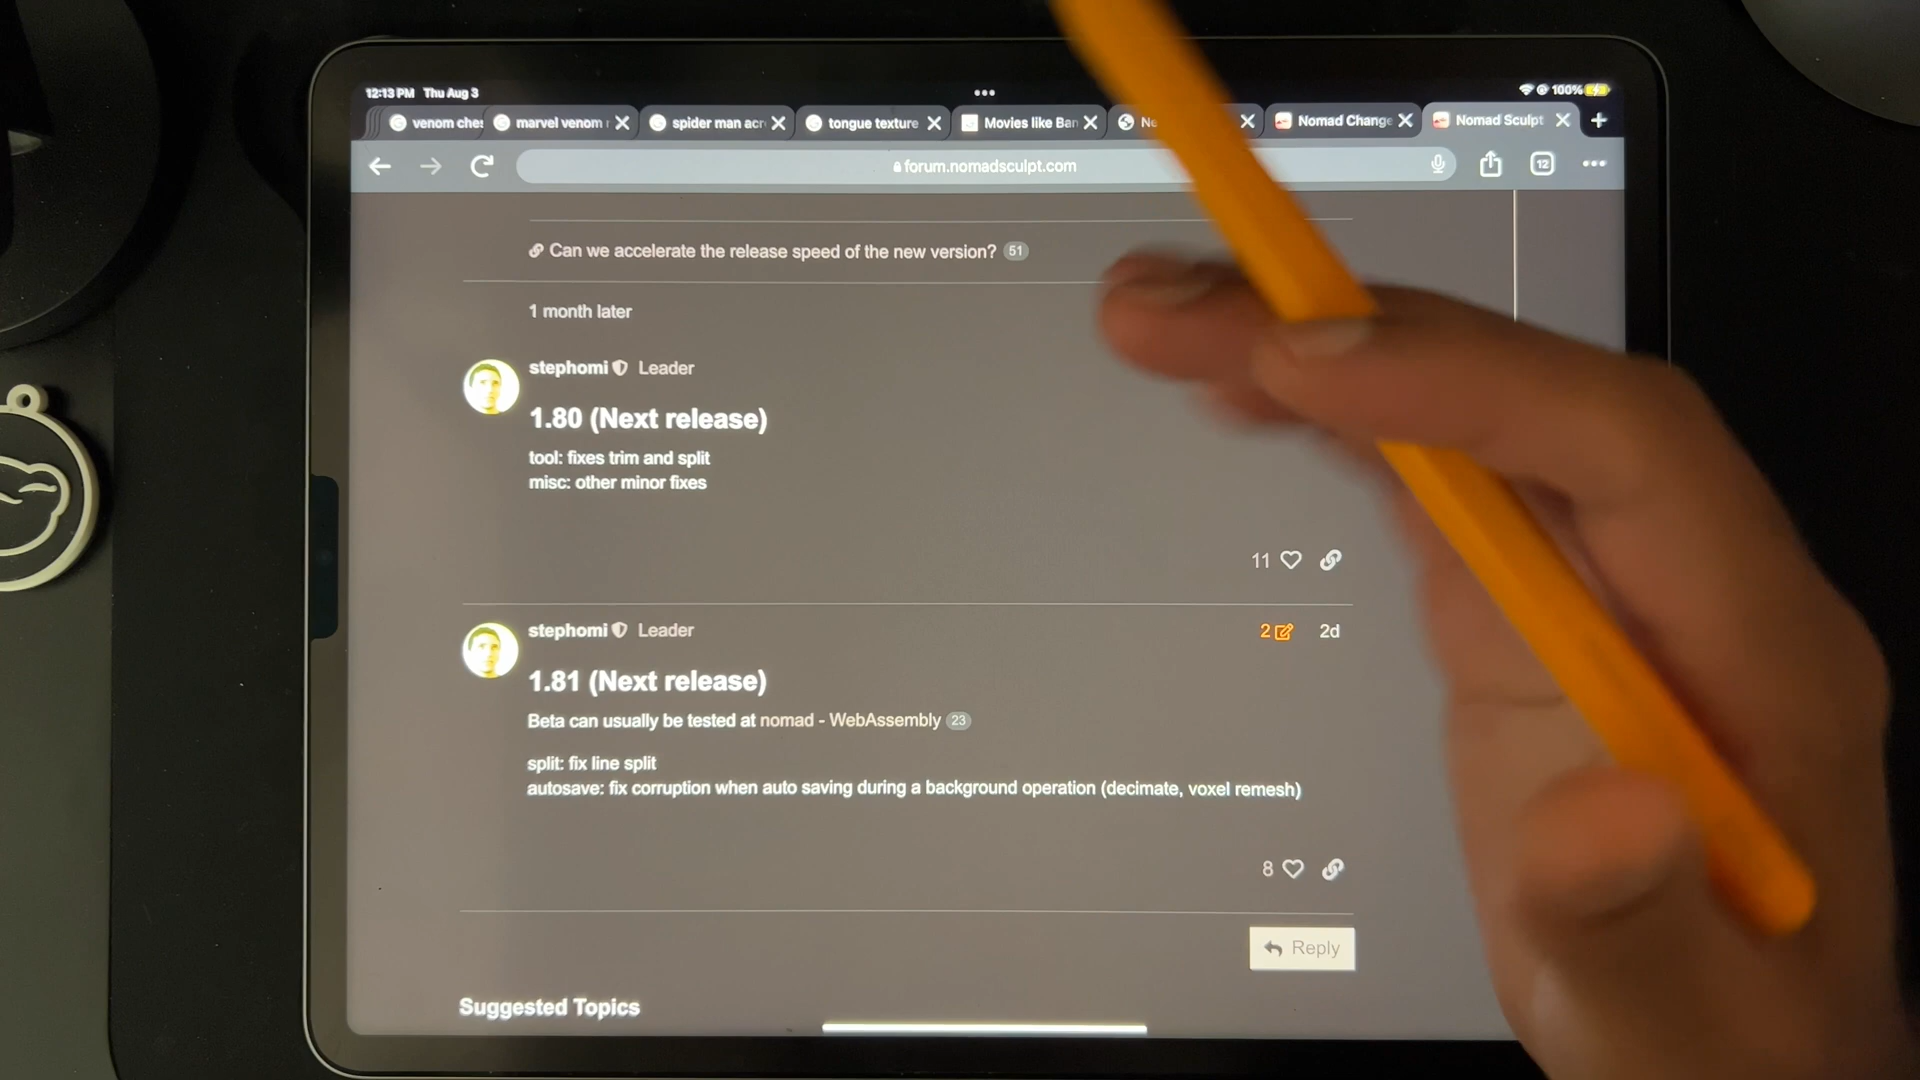 12:13 PM Thu Aug 3
100%
venom ches
marvel venom r
spider man acr
tongue texture
Movies like Ban
Ne
Nomad Change
Nomad Sculpt
forum.nomadsculpt.com
12
Can we accelerate the release speed of the new version? 51
1 month later
stephomi Leader
1.80 (Next release)
tool: fixes trim and split
misc: other minor fixes
11
stephomi Leader
2 2d
1.81 (Next release)
Beta can usually be tested at nomad - WebAssembly 23
split: fix line split
autosave: fix corruption when auto saving during a background operation (decimate, voxel remesh)
8
Reply
Suggested Topics